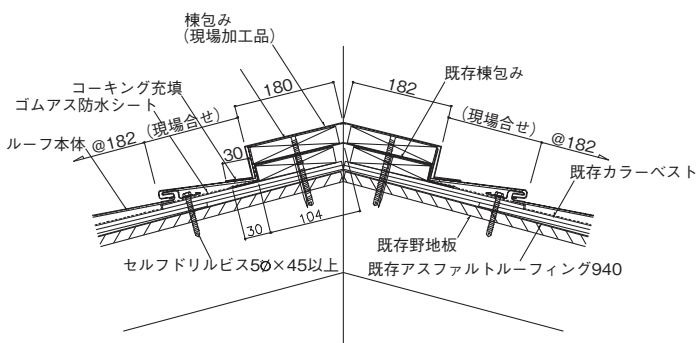 棟包み
(現場加工品)
コーキング充填
ゴムアス防水シート
ルーフ本体
@182
(現場合せ)
180
182
既存棟包み
(現場合せ)
@182
30
既存カラーベスト
30
104
既存野地板
セルフドリルビス5Ø×45以上
既存アスファルトルーフィング940